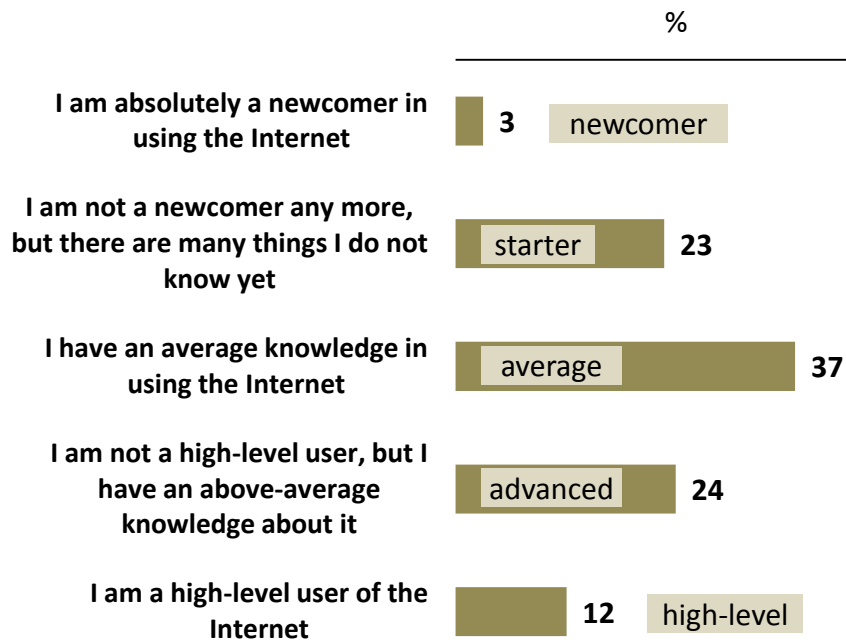 %
I am absolutely a newcomer in
using the Internet
3 newcomer
I am not a newcomer any more,
but there are many things I do not
know yet
starter 23
I have an average knowledge in
using the Internet
average 37
I am not a high-level user, but I
have an above-average
knowledge about it
advanced 24
I am a high-level user of the
Internet
12 high-level